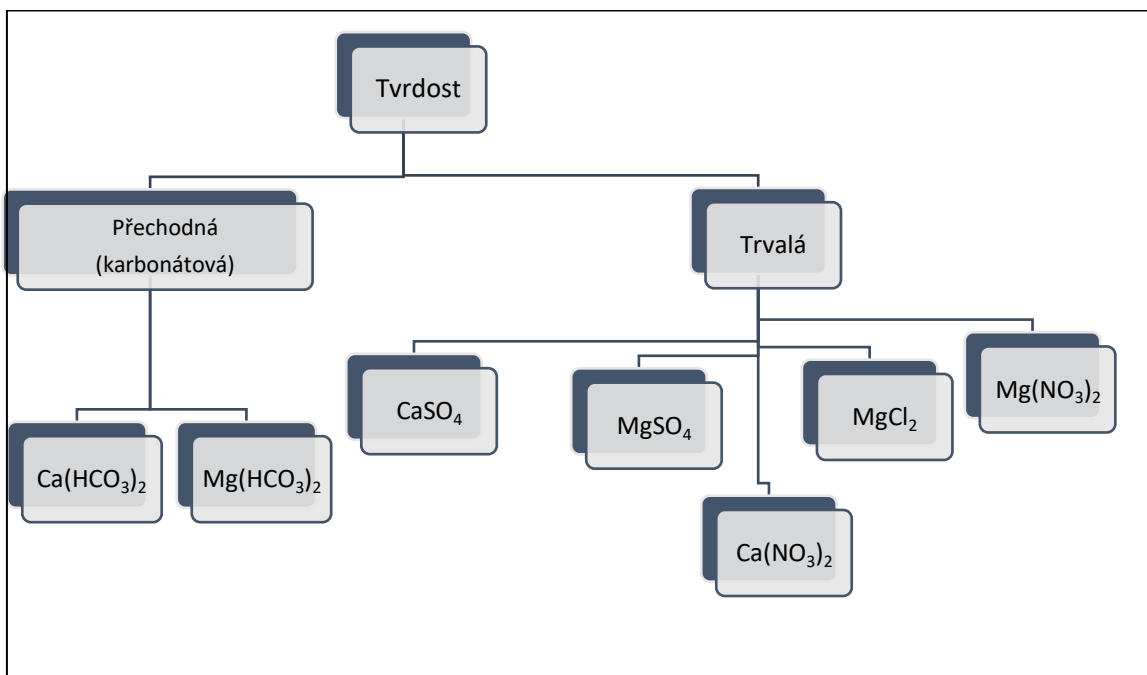 Tvrdost
Přechodná
(karbonátová)
Trvalá
CaSO₄
MgSO₄
MgCl₂
Mg(NO₃)₂
Ca(HCO₃)₂
Mg(HCO₃)₂
Ca(NO₃)₂